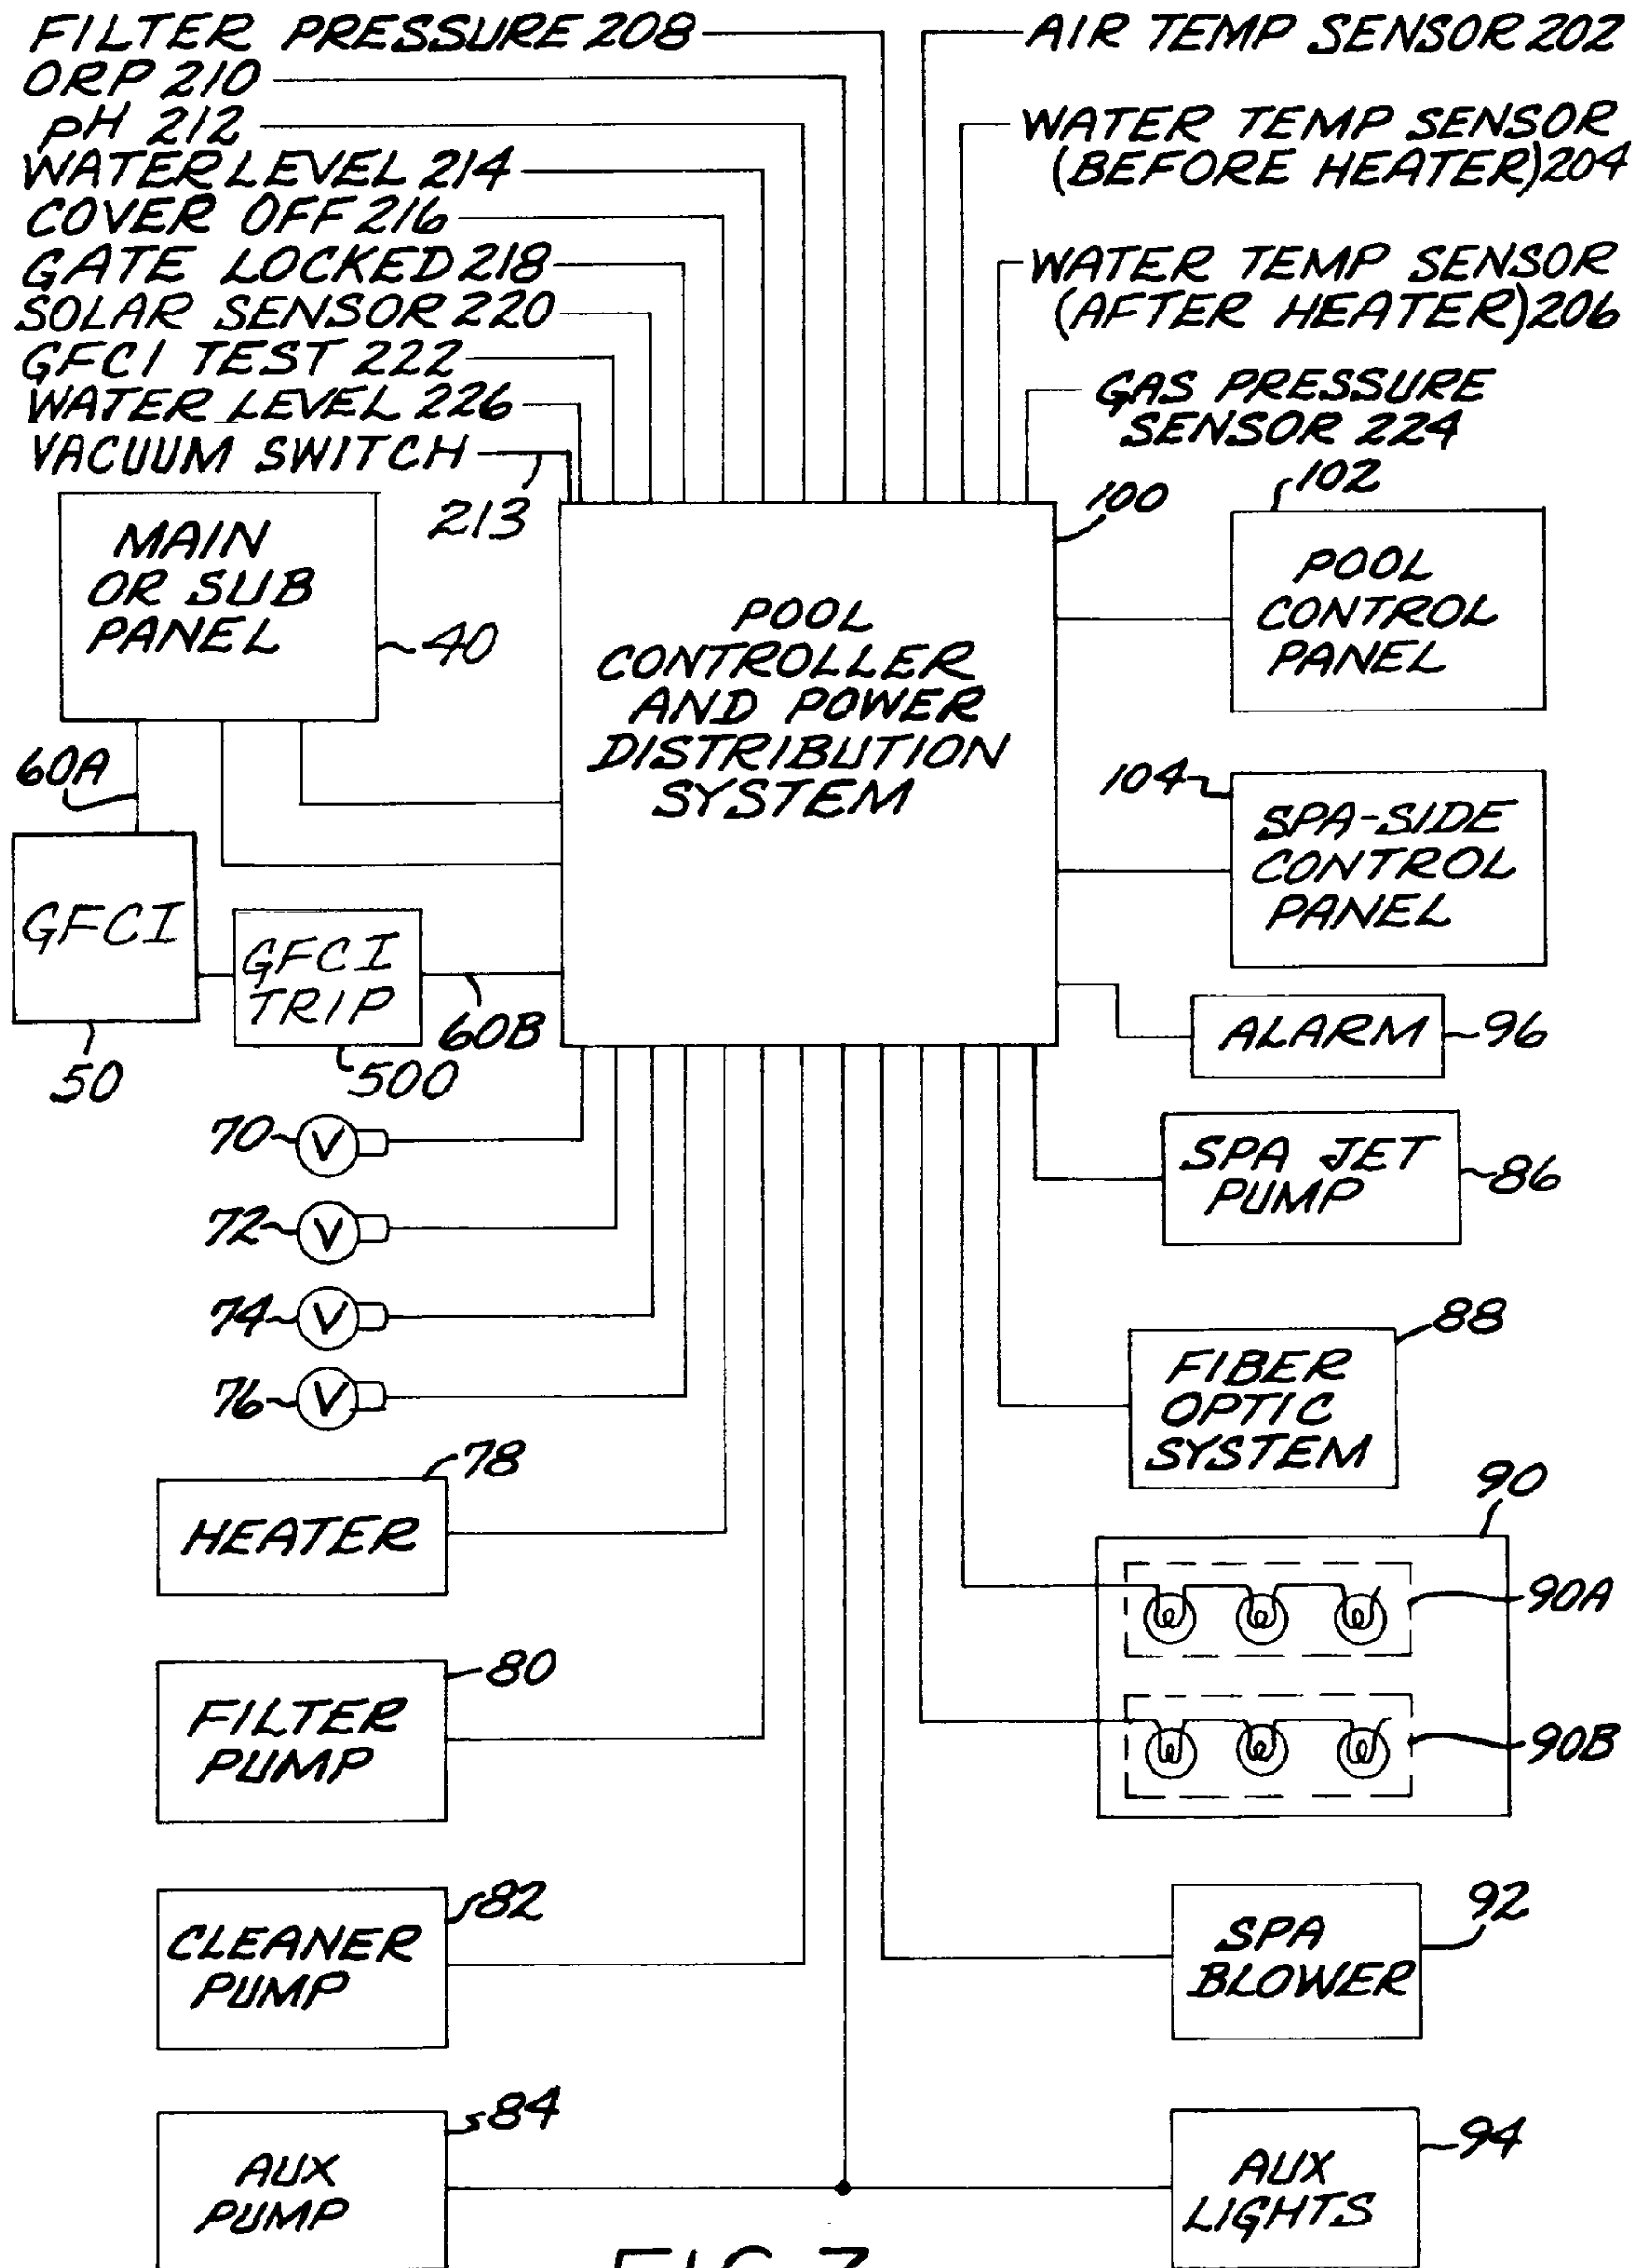 FILTER PRESSURE 208
ORP 210
pH 212
WATER LEVEL 214
COVER OFF 216
GATE LOCKED 218
SOLAR SENSOR 220
GFCI TEST 222
WATER LEVEL 226
VACUUM SWITCH
213
AIR TEMP SENSOR 202
WATER TEMP SENSOR
(BEFORE HEATER) 204
WATER TEMP SENSOR
(AFTER HEATER) 206
GAS PRESSURE
SENSOR 224
MAIN
OR SUB
PANEL
40
60A
GFCI
50
GFCI
TRIP
500
60B
POOL
CONTROLLER
AND POWER
DISTRIBUTION
SYSTEM
100
102
POOL
CONTROL
PANEL
104
SPA-SIDE
CONTROL
PANEL
ALARM
96
SPA JET
PUMP
86
70
V
72
V
74
V
76
V
88
FIBER
OPTIC
SYSTEM
78
HEATER
90
90A
90B
80
FILTER
PUMP
82
CLEANER
PUMP
92
SPA
BLOWER
84
AUX
PUMP
94
AUX
LIGHTS